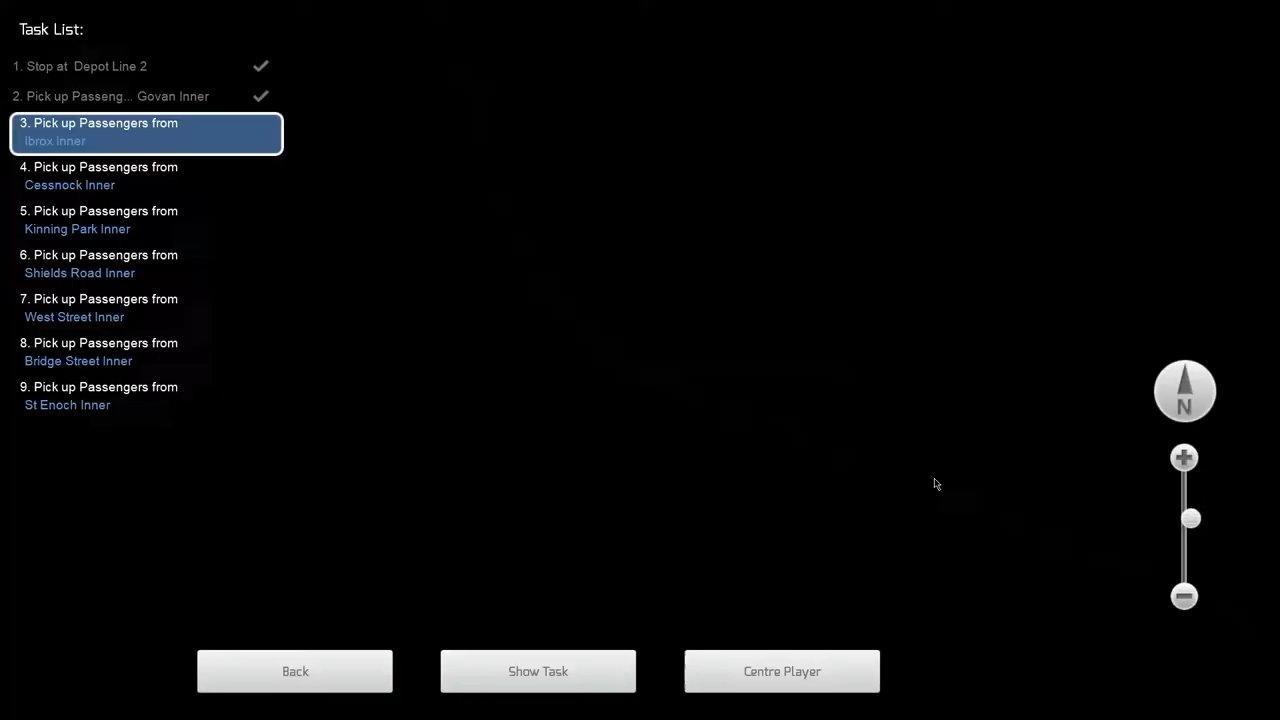 Task List:
1. Stop at  Depot Line 2
2. Pick up Passeng... Govan Inner
3. Pick up Passengers from
Ibrox Inner
4. Pick up Passengers from
Cessnock Inner
5. Pick up Passengers from
Kinning Park Inner
6. Pick up Passengers from
Shields Road Inner
7. Pick up Passengers from
West Street Inner
8. Pick up Passengers from
Bridge Street Inner
9. Pick up Passengers from
St Enoch Inner
N
Back
Show Task
Centre Player